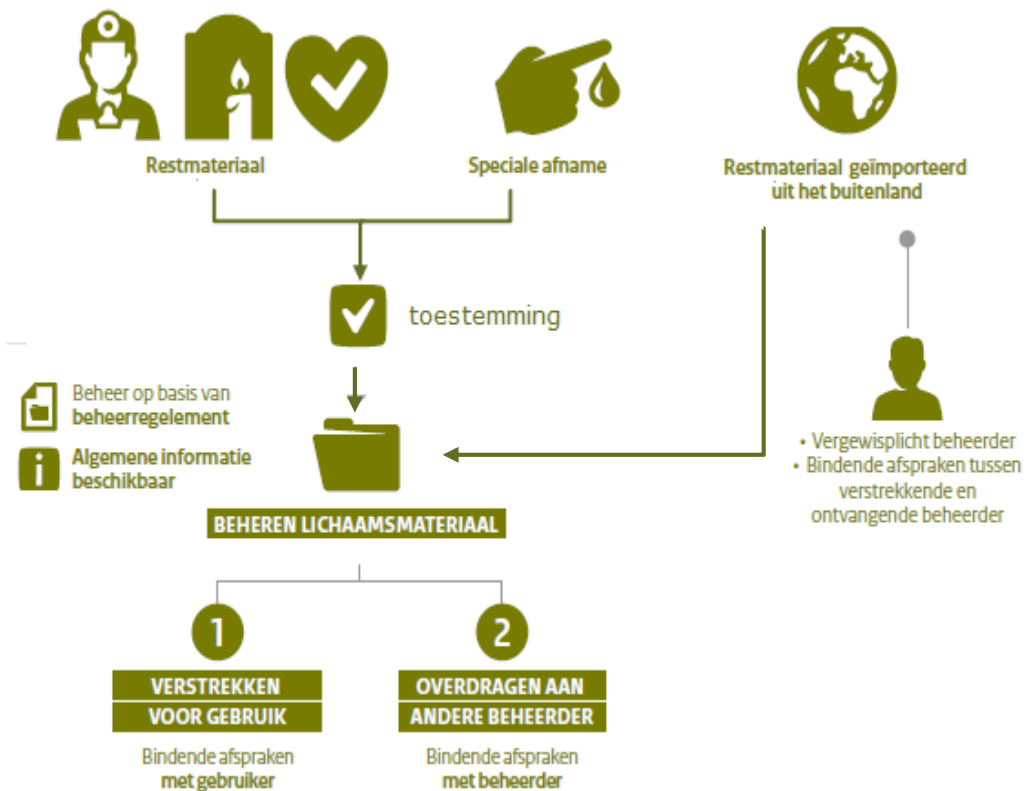 Restmateriaal
Speciale afname
Restmateriaal geïmporteerd
uit het buitenland
toestemming
Beheer op basis van
beheerregelement
Algemene informatie
beschikbaar
BEHEREN LICHAAMSMATERIAAL
• Vergewisplicht beheerder
• Bindende afspraken tussen
verstrekkende en
ontvangende beheerder
1
VERSTREKKEN
VOOR GEBRUIK
Bindende afspraken
met gebruiker
2
OVERDRAGEN AAN
ANDERE BEHEERDER
Bindende afspraken
met beheerder